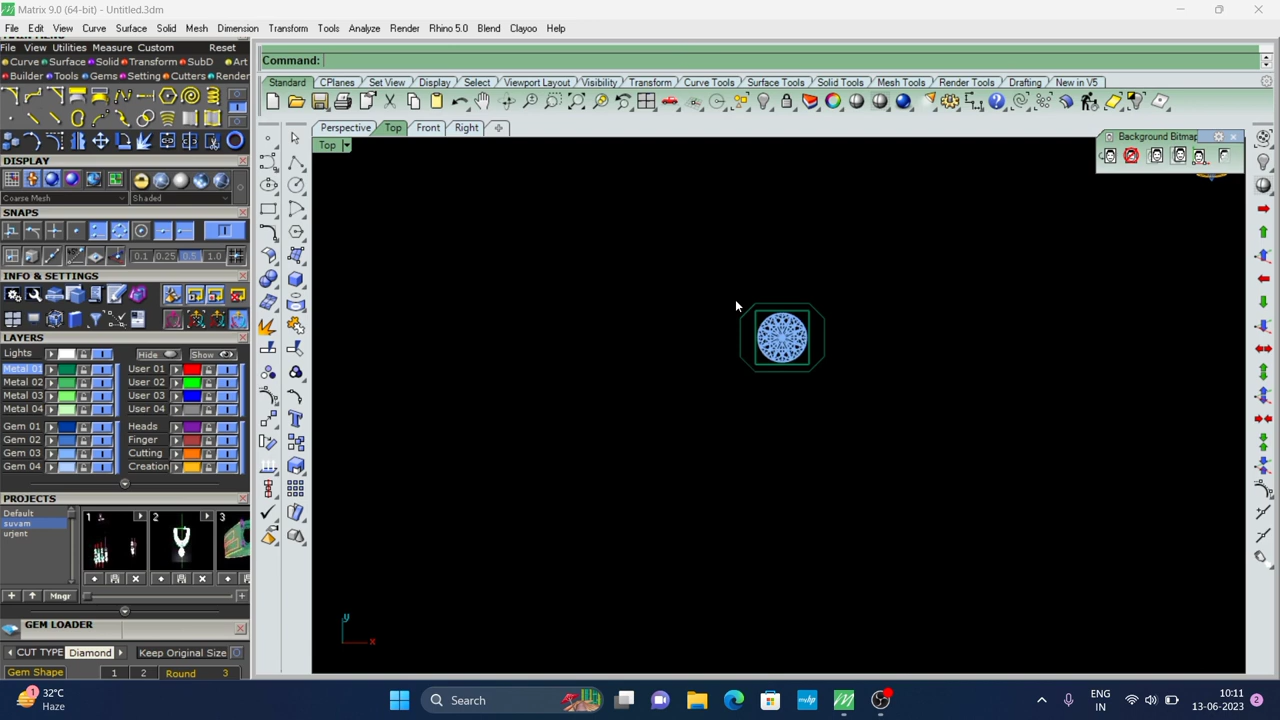 Matrix 9.0 (64-bit) - Untitled.3dm
File Edit View Curve Surface Solid Mesh Dimension Transform Tools Analyze Render Rhino 5.0 Blend Clayoo Help
File View Utilities Measure Custom Reset
Curve Surface Solid Transform SubD Art
Builder Tools Gems Setting Cutters Render
Command:
Standard CPlanes Set View Display Select Viewport Layout Visibility Transform Curve Tools Surface Tools Solid Tools Mesh Tools Render Tools Drafting New in V5
Perspective Top Front Right
Top
Background Bitmap
DISPLAY
Coarse Mesh Shaded
SNAPS
0.1 0.25 0.5 1.0
INFO & SETTINGS
LAYERS
Lights Hide Show
Metal 01 User 01
Metal 02 User 02
Metal 03 User 03
Metal 04 User 04
Gem 01 Heads
Gem 02 Finger
Gem 03 Cutting
Gem 04 Creation
PROJECTS
Default
suvam
urjent
1 2 3
Mngr
GEM LOADER
CUT TYPE Diamond Keep Original Size
Gem Shape 1 2 Round 3
y
x
1
32°C
Haze
Search
ENG
IN
10:11
13-06-2023
2